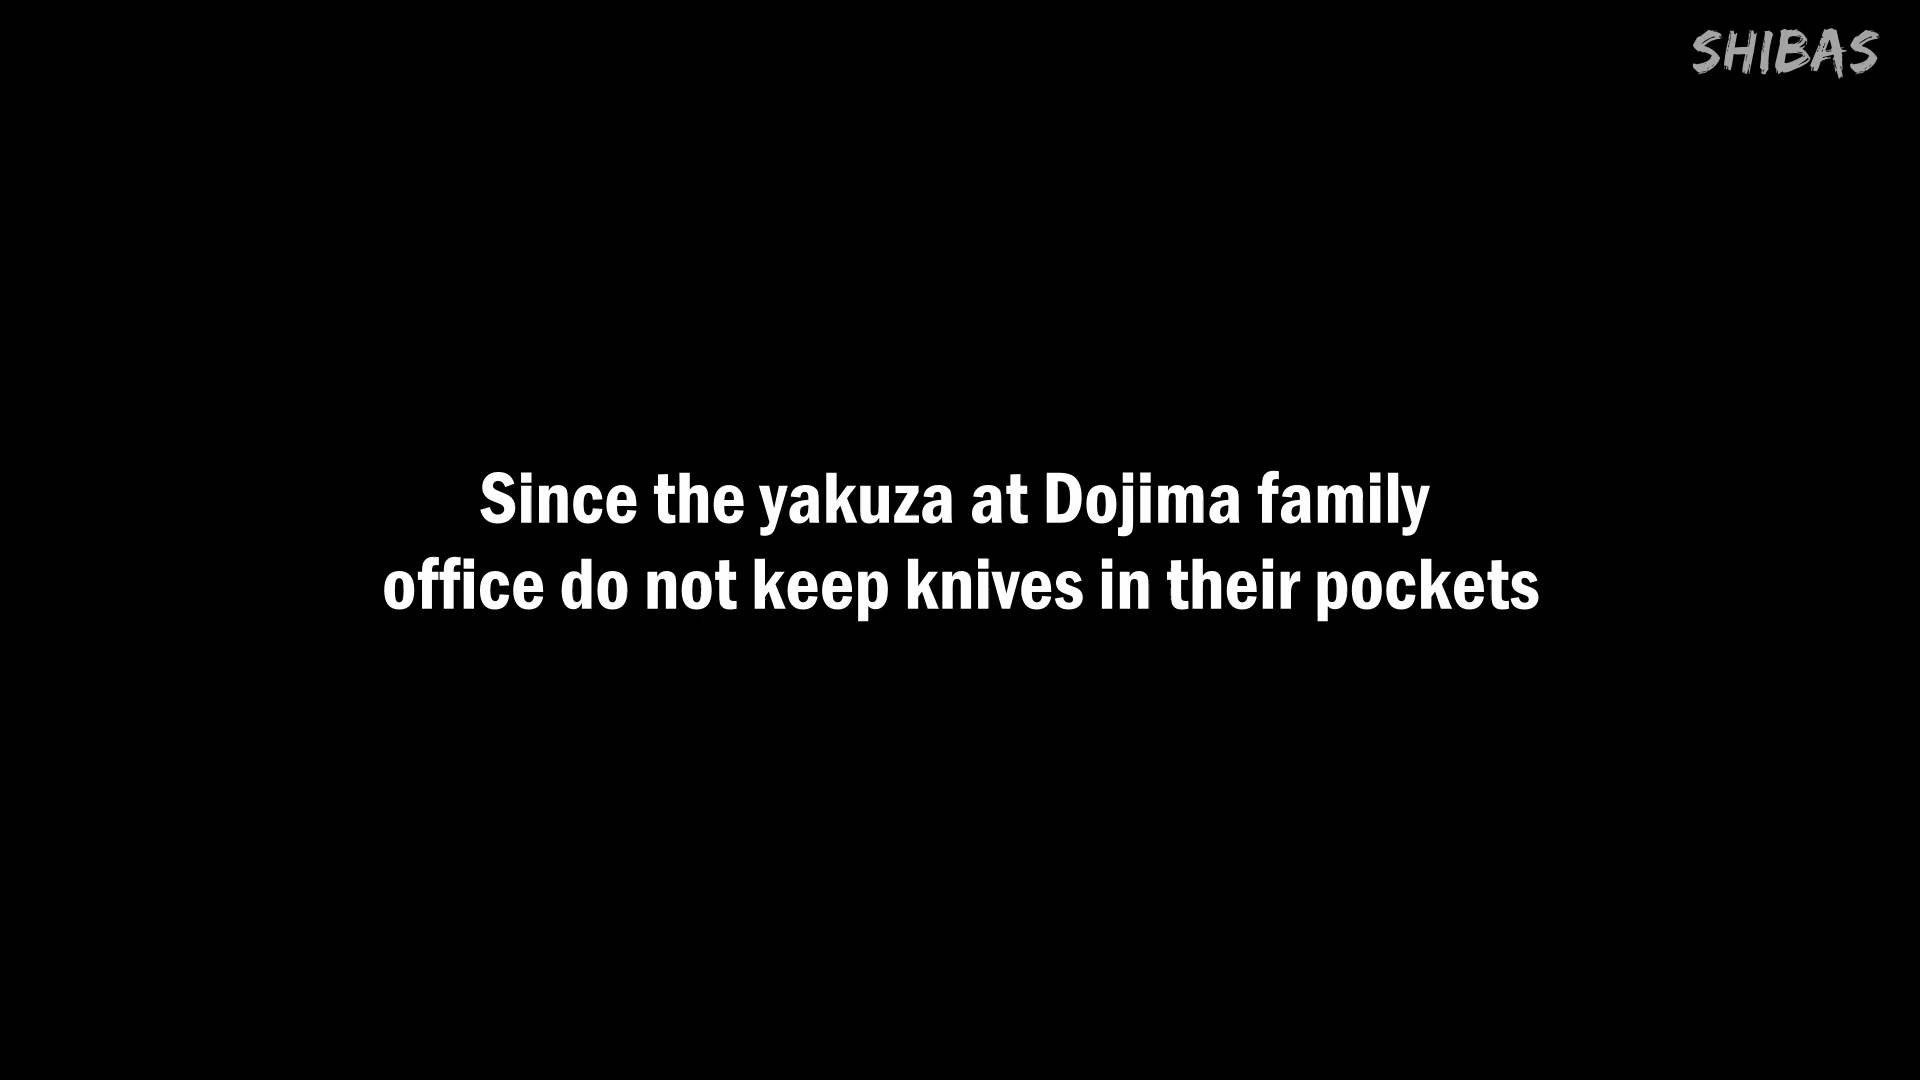 SHIBAS
Since the yakuza at Dojima family
office do not keep knives in their pockets